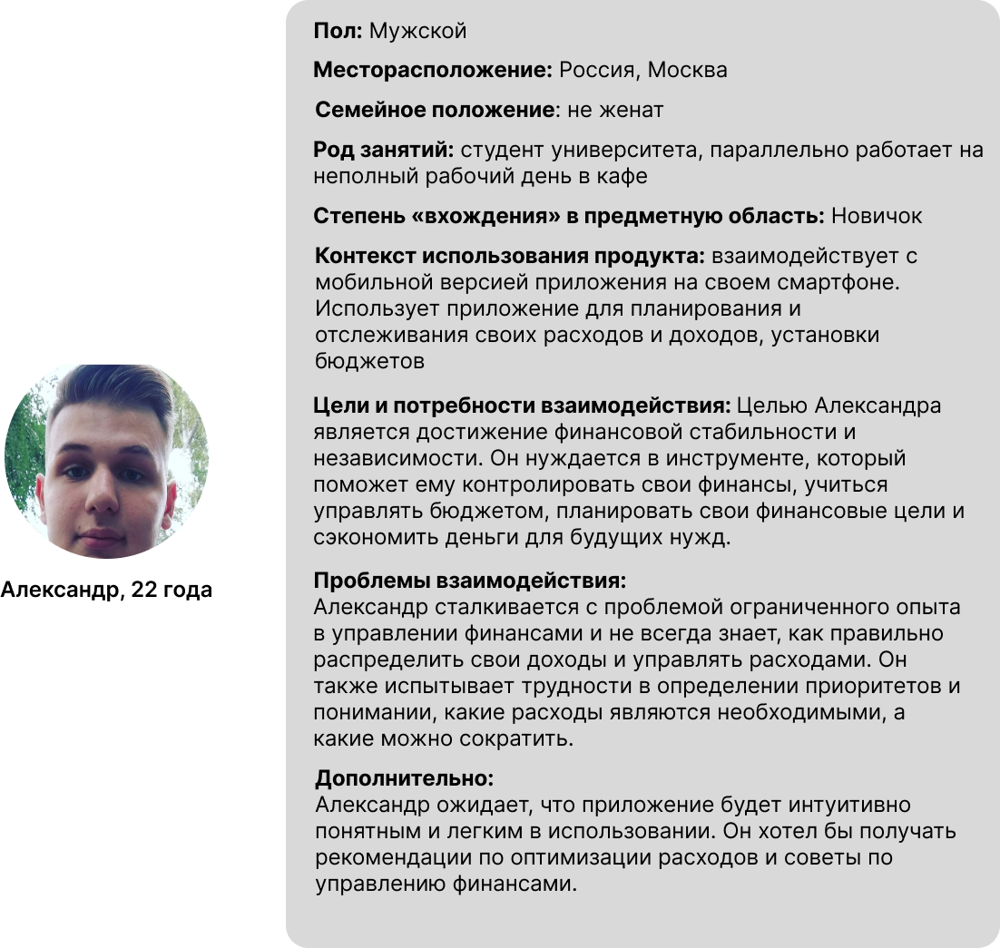 Пол: Мужской
Месторасположение: Россия, Москва
Семейное положение: не женат
Род занятий: студент университета, параллельно работает на
неполный рабочий день в кафе
Степень «вхождения» в предметную область: Новичок
Контекст использования продукта: взаимодействует с
мобильной версией приложения на своем смартфоне.
Использует приложение для планирования и
отслеживания своих расходов и доходов, установки
бюджетов
Цели и потребности взаимодействия: Целью Александра
является достижение финансовой стабильности и
независимости. Он нуждается в инструменте, который
поможет ему контролировать свои финансы, учиться
управлять бюджетом, планировать свои финансовые цели и
сэкономить деньги для будущих нужд.
Александр, 22 года
Проблемы взаимодействия:
Александр сталкивается с проблемой ограниченного опыта
в управлении финансами и не всегда знает, как правильно
распределить свои доходы и управлять расходами. Он
также испытывает трудности в определении приоритетов и
понимании, какие расходы являются необходимыми, а
какие можно сократить.
Дополнительно:
Александр ожидает, что приложение будет интуитивно
понятным и легким в использовании. Он хотел бы получать
рекомендации по оптимизации расходов и советы по
управлению финансами.